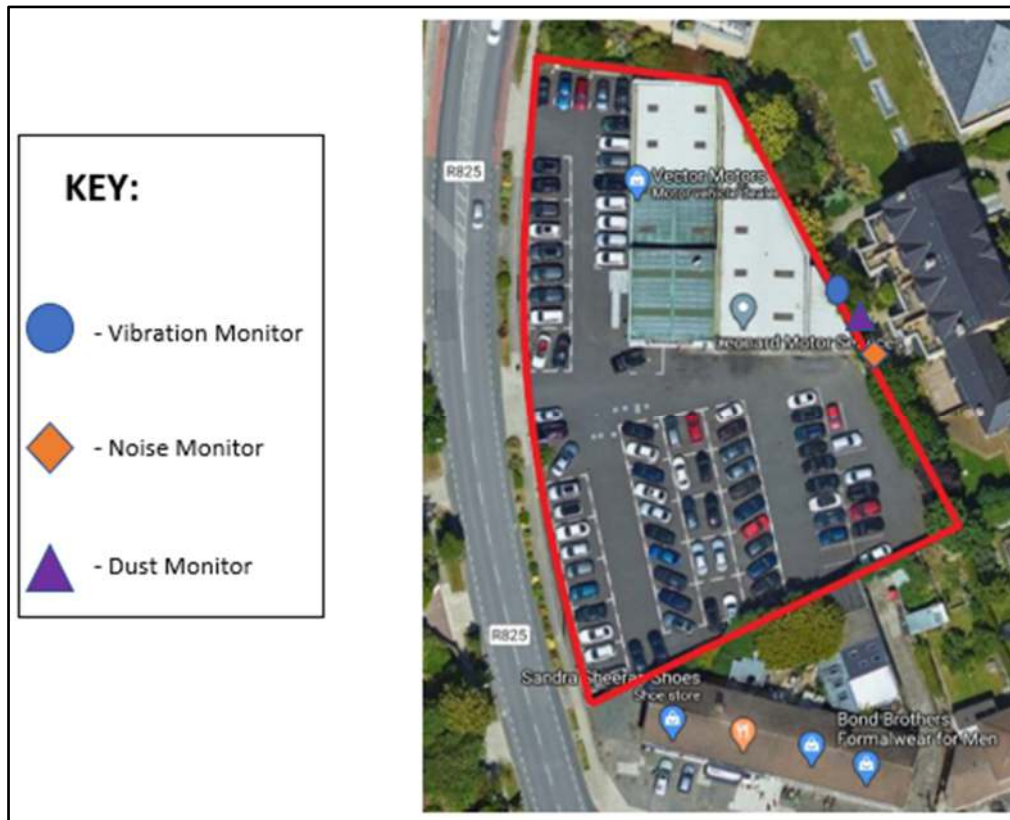 KEY:
- Vibration Monitor
- Noise Monitor
- Dust Monitor
R825
Vector Motors
Motor vehicle dealer
Leonard Motor Services
R825
Sandra Sheeran Shoes
Shoe store
Bond Brothers
Formalwear for Men